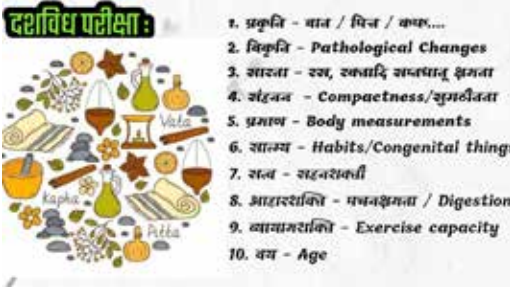 दशविध परीक्षा :
१. प्रकृति - वात / पित्त / कफ....
2. विकृति - Pathological Changes
3. सारता - रस, रक्तादि सप्तधातू क्षमता
4. संहनन - Compactness/सुगठीतता
5. प्रमाण - Body measurements
6. सात्म्य - Habits/Congenital things
7. सत्व - सहनशक्ती
8. आहारशक्ति - पचनक्षमता / Digestion
9. व्यायामशक्ति - Exercise capacity
10. वय - Age
Vata
Kapha
Pitta